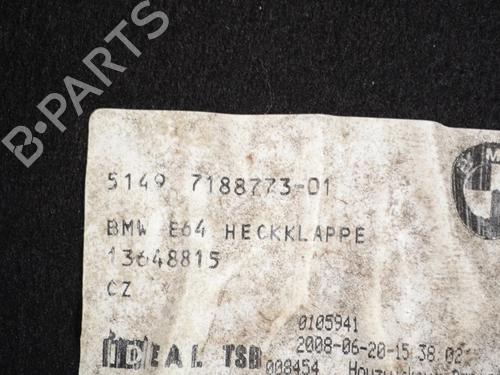 B-PARTS
5149 7188773-01
BMW E64 HECKKLAPPE
13648815
CZ
0105941
IDEAL TSB 2008-06-20-15 38 02
008454